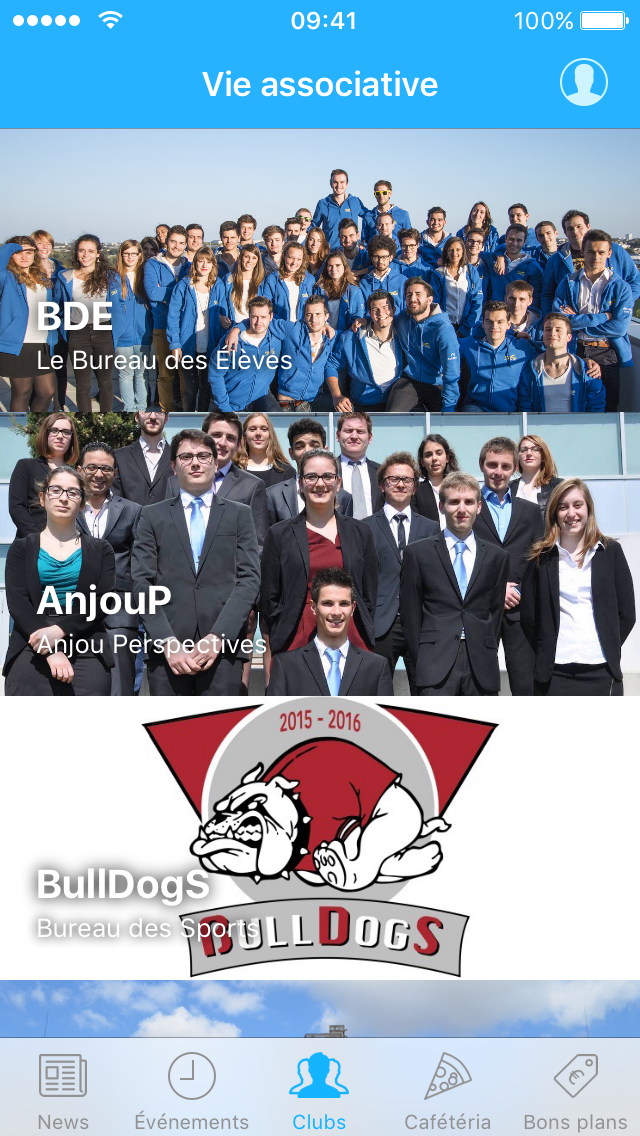 09:41
100%
Vie associative
BDE
Le Bureau des Elèves
AnjouP
Anjou Perspectives
2015 - 2016
BullDogS
Bureau des Sports
BULLDOGS
News
Événements
Clubs
Cafétéria
Bons plans